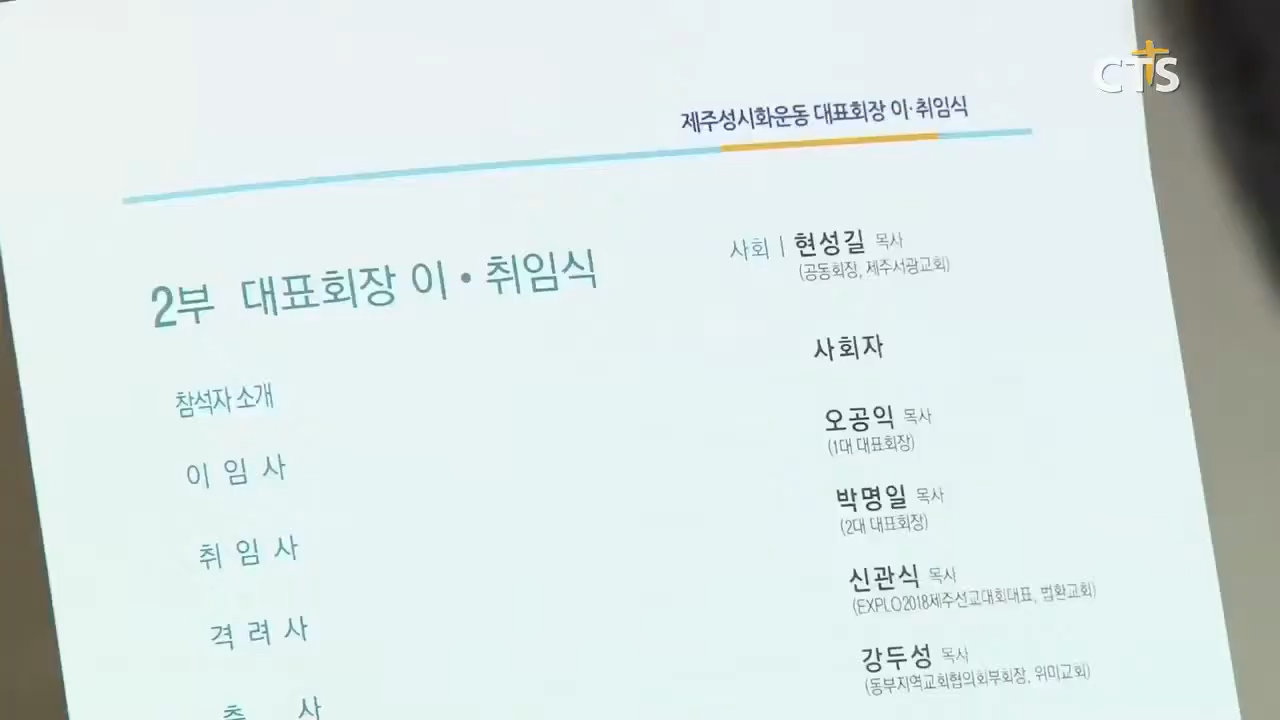 CTS
제주성시화운동 대표회장 이·취임식
2부 대표회장 이·취임식
사회 | 현성길 목사
(공동회장, 제주서광교회)
참석자 소개 사회자
이 임 사 오공익 목사
(1대 대표회장)
취 임 사 박명일 목사
(2대 대표회장)
격 려 사 신관식 목사
(EXPLO2018제주선교대회대표, 법환교회)
축 사 강두성 목사
(동부지역교회협의회부회장, 위미교회)